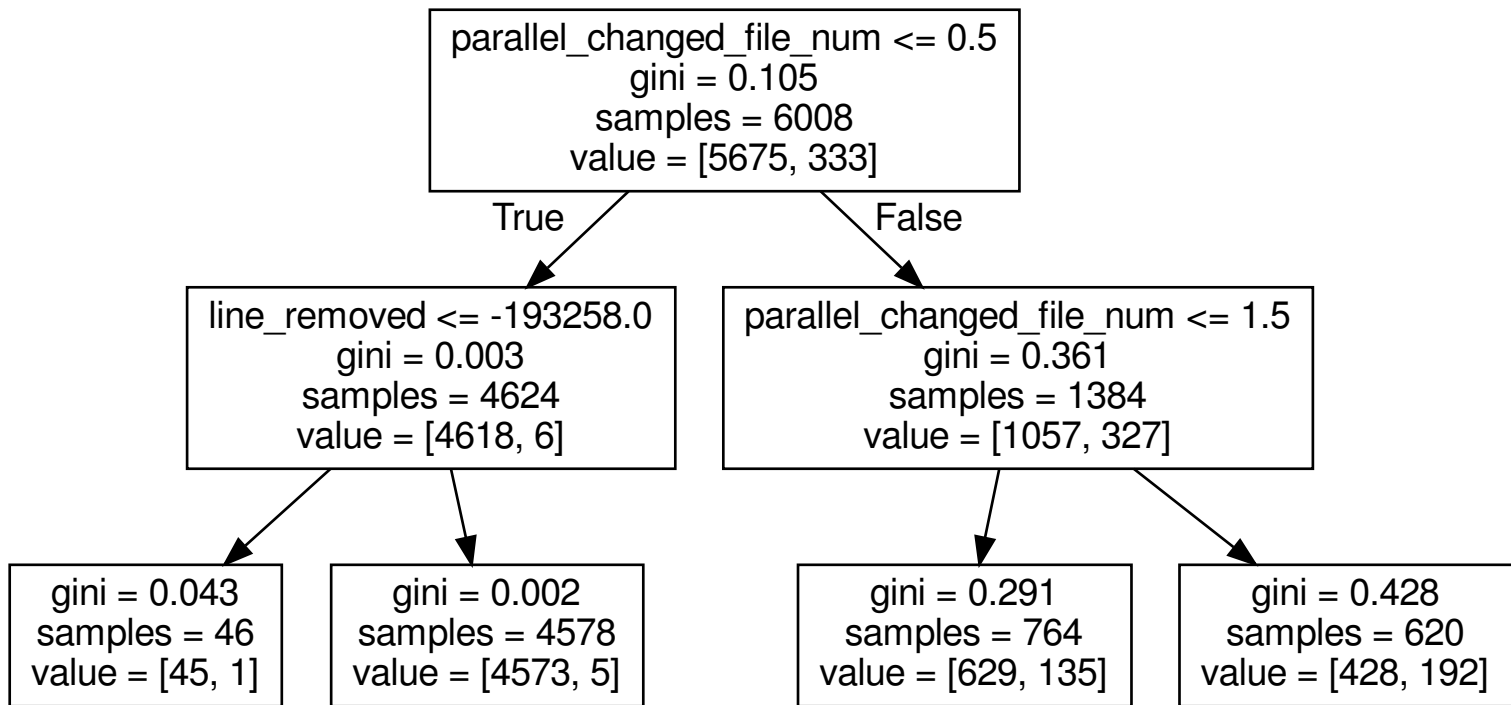 parallel_changed_file_num <= 0.5
gini = 0.105
samples = 6008
value = [5675, 333]
True
False
line_removed <= -193258.0
gini = 0.003
samples = 4624
value = [4618, 6]
parallel_changed_file_num <= 1.5
gini = 0.361
samples = 1384
value = [1057, 327]
gini = 0.043
samples = 46
value = [45, 1]
gini = 0.002
samples = 4578
value = [4573, 5]
gini = 0.291
samples = 764
value = [629, 135]
gini = 0.428
samples = 620
value = [428, 192]